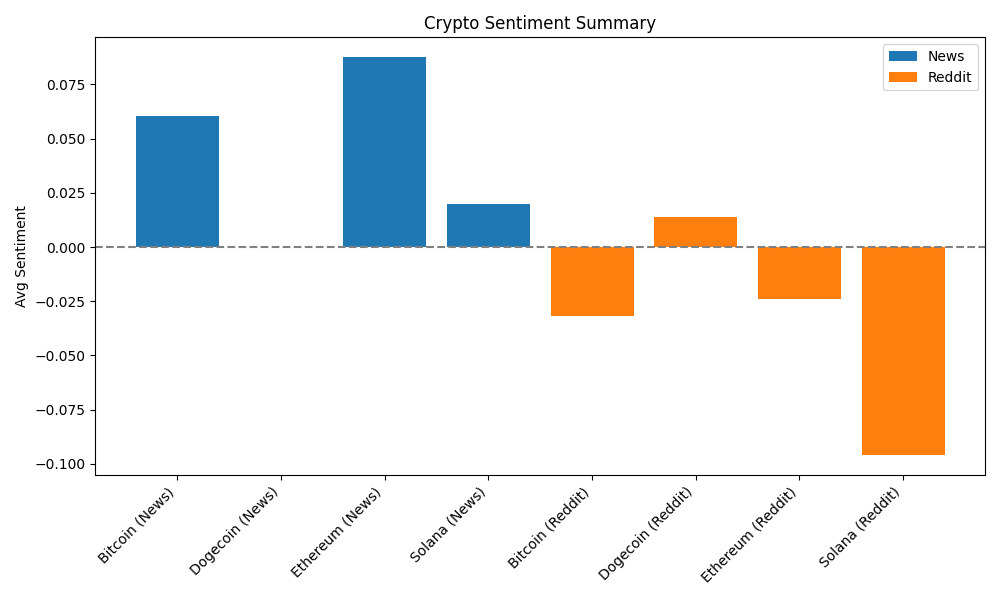 Crypto Sentiment Summary
News
Reddit
Avg Sentiment
0.075
0.050
0.025
0.000
−0.025
−0.050
−0.075
−0.100
Bitcoin (News)
Dogecoin (News)
Ethereum (News)
Solana (News)
Bitcoin (Reddit)
Dogecoin (Reddit)
Ethereum (Reddit)
Solana (Reddit)